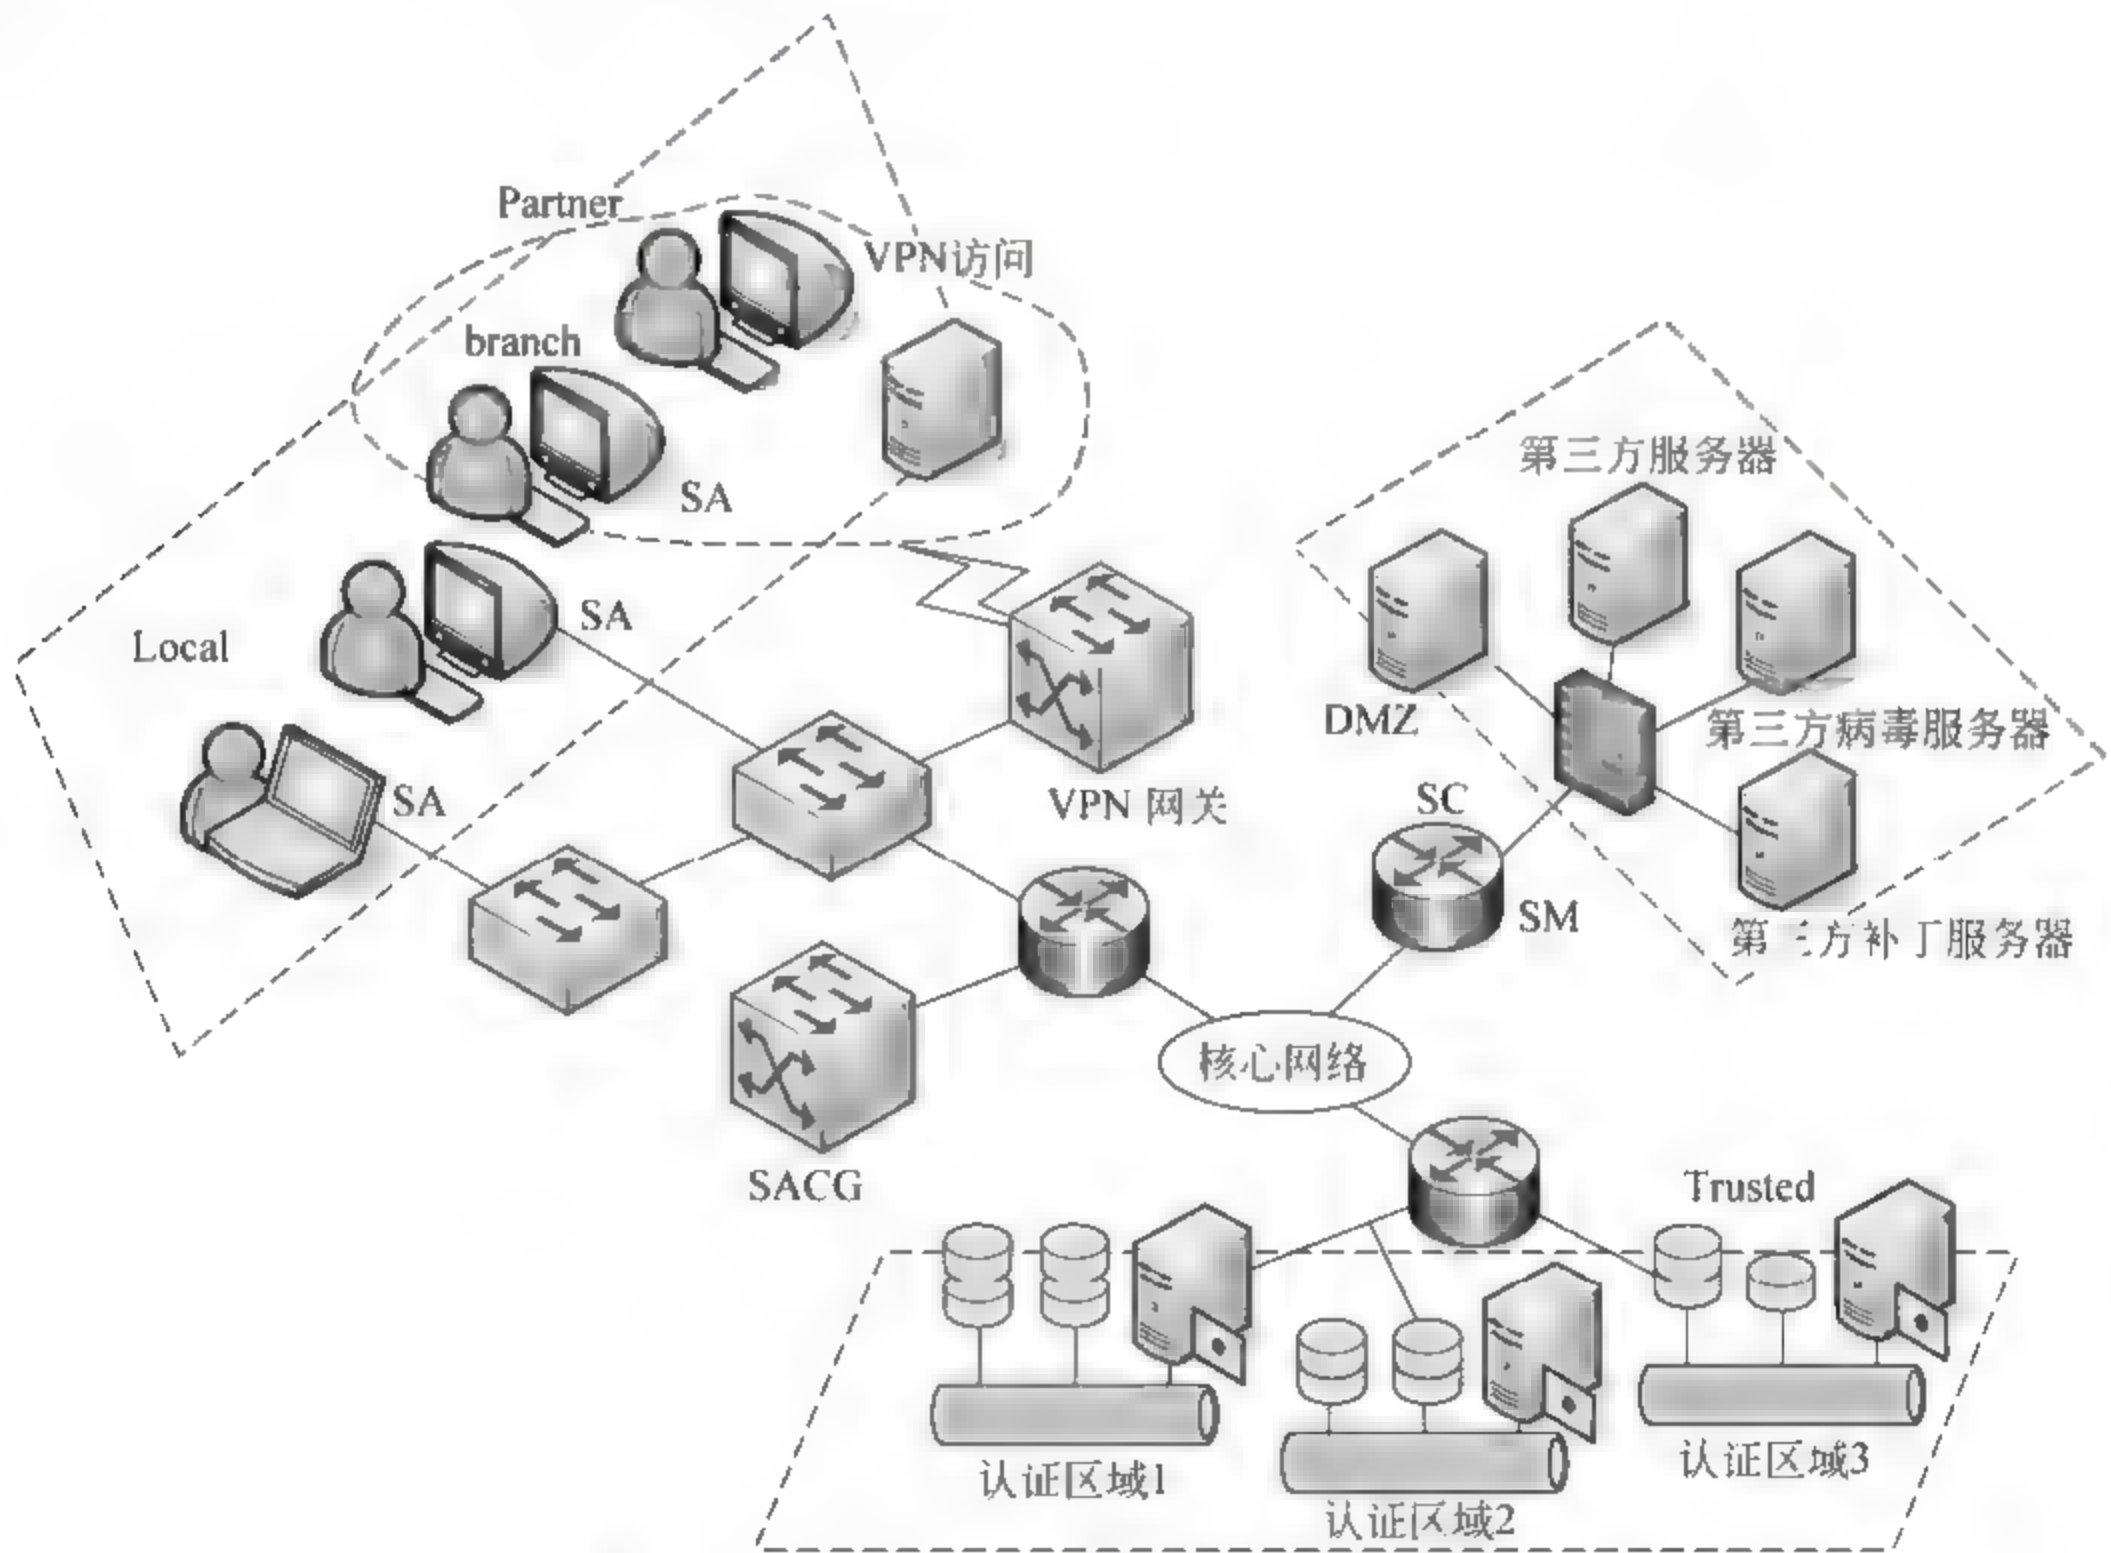 Partner
VPN访问
branch
SA
第三方服务器
SA
Local
DMZ
第三方病毒服务器
SA
VPN 网关
SC
SM
第三方补丁服务器
核心网络
SACG
Trusted
认证区域1
认证区域2
认证区域3